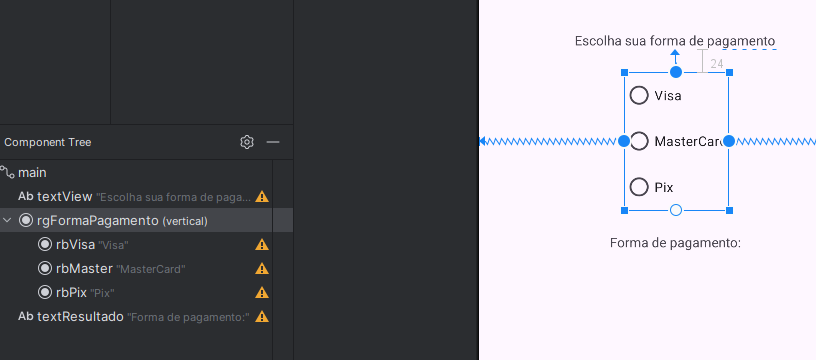 Component Tree
main
Ab textView "Escolha sua forma de paga...
rgFormaPagamento (vertical)
rbVisa "Visa"
rbMaster "MasterCard"
rbPix "Pix"
Ab textResultado "Forma de pagamento:"
Escolha sua forma de pagamento
24
Visa
MasterCard
Pix
Forma de pagamento: